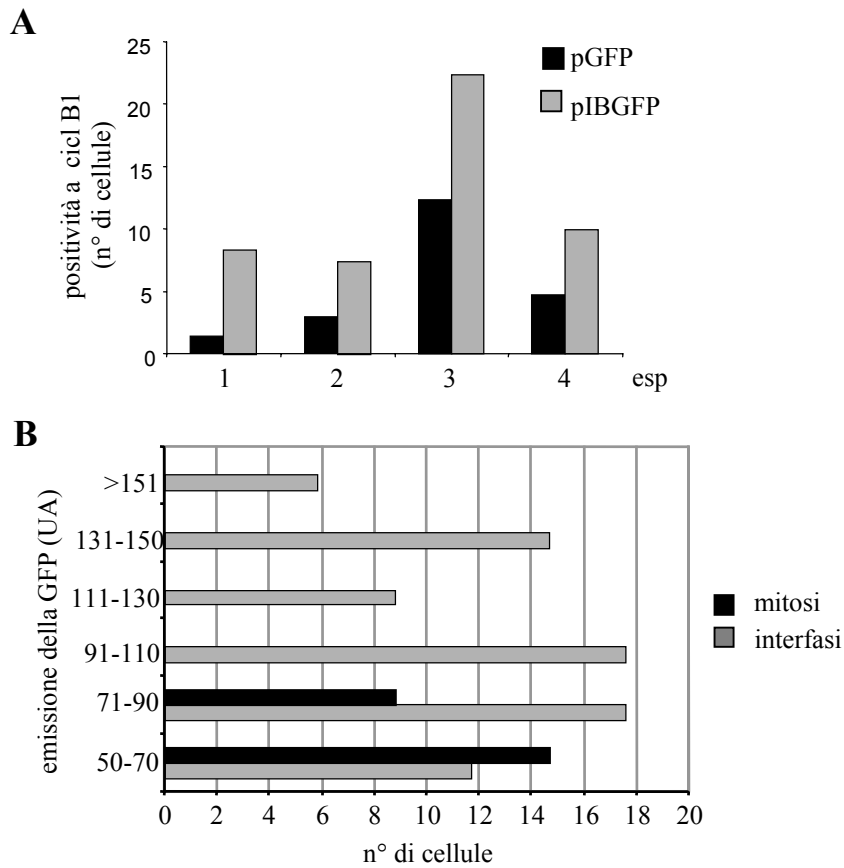 A
positività a cicl B1
(n° di cellule)
25
20
15
10
5
0
1
2
3
4
esp
pGFP
pIBGFP
B
emissione della GFP (UA)
>151
131-150
111-130
91-110
71-90
50-70
0
2
4
6
8
10
12
14
16
18
20
n° di cellule
mitosi
interfasi